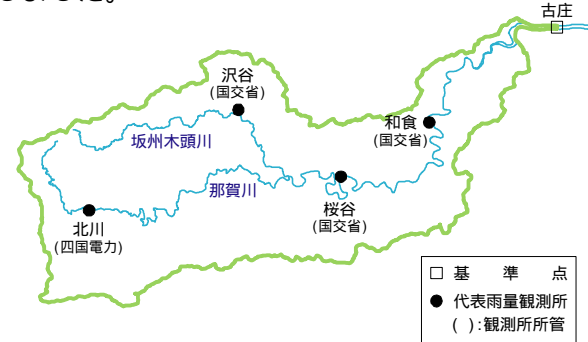 古庄
沢谷
(国交省)
和食
(国交省)
坂州木頭川
那賀川
桜谷
(国交省)
北川
(四国電力)
□ 基 準 点
● 代表雨量観測所
( ):観測所所管